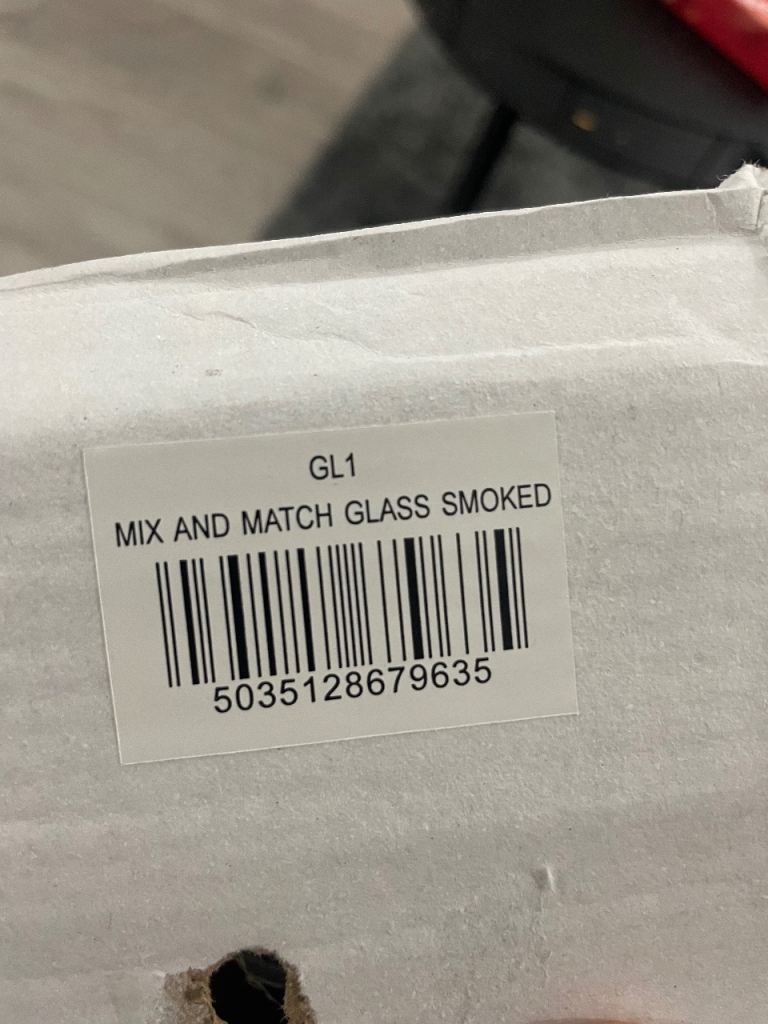 GL1
MIX AND MATCH GLASS SMOKED
5035128679635